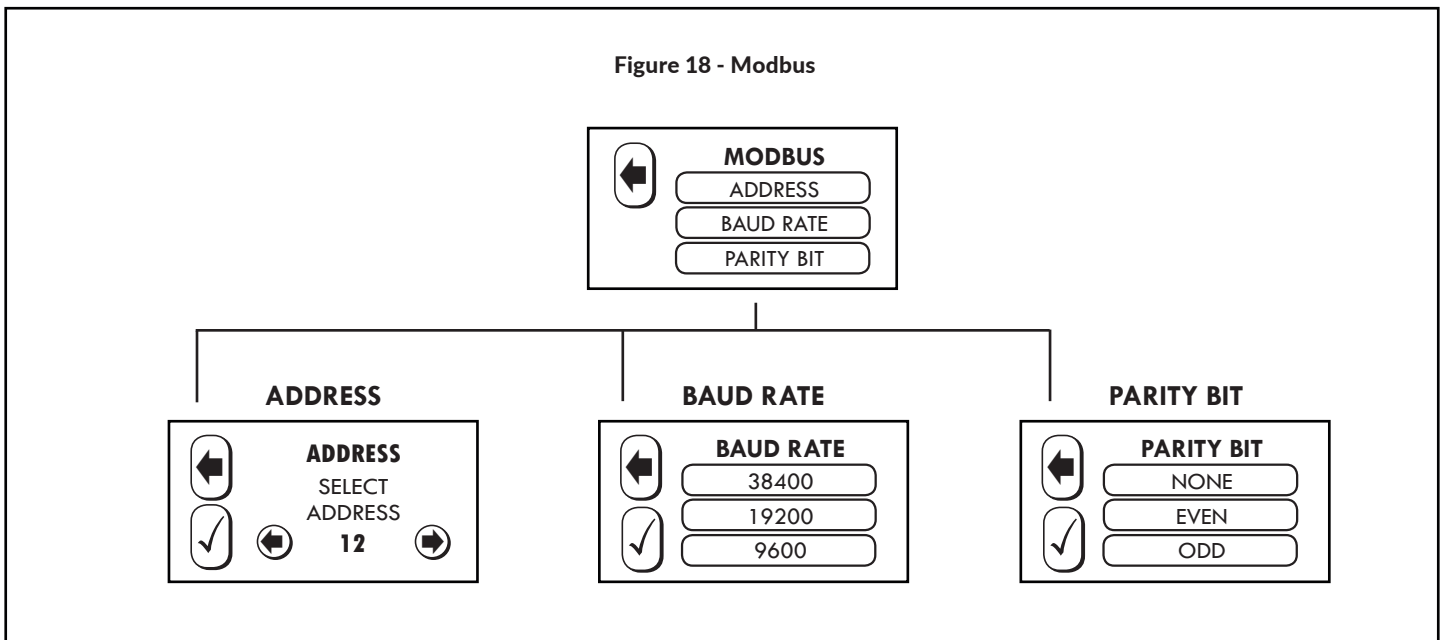 Figure 18 - Modbus
MODBUS
ADDRESS
BAUD RATE
PARITY BIT
ADDRESS
ADDRESS
SELECT
ADDRESS
12
BAUD RATE
BAUD RATE
38400
19200
9600
PARITY BIT
PARITY BIT
NONE
EVEN
ODD